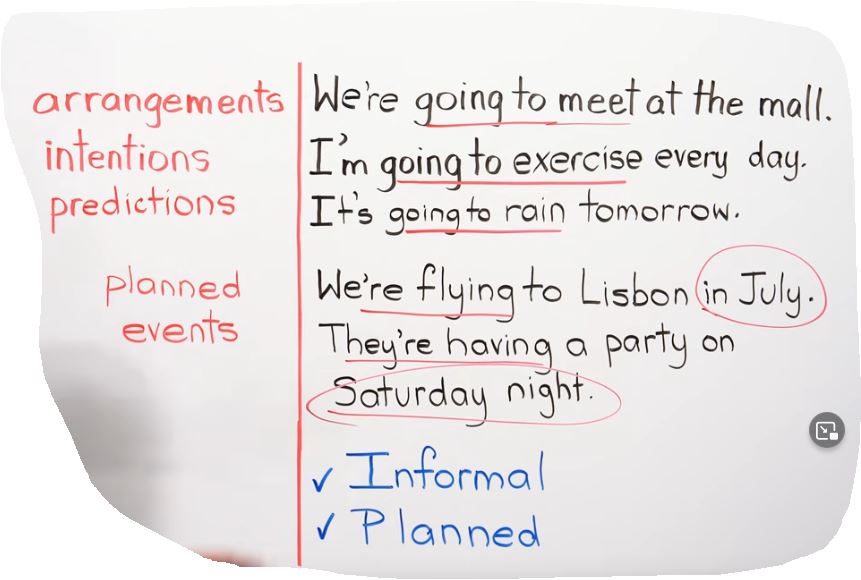 arrangements We're going to meet at the mall.
intentions I'm going to exercise every day.
predictions It's going to rain tomorrow.
planned We're flying to Lisbon in July.
events They're having a party on
Saturday night.
✓ Informal
✓ Planned